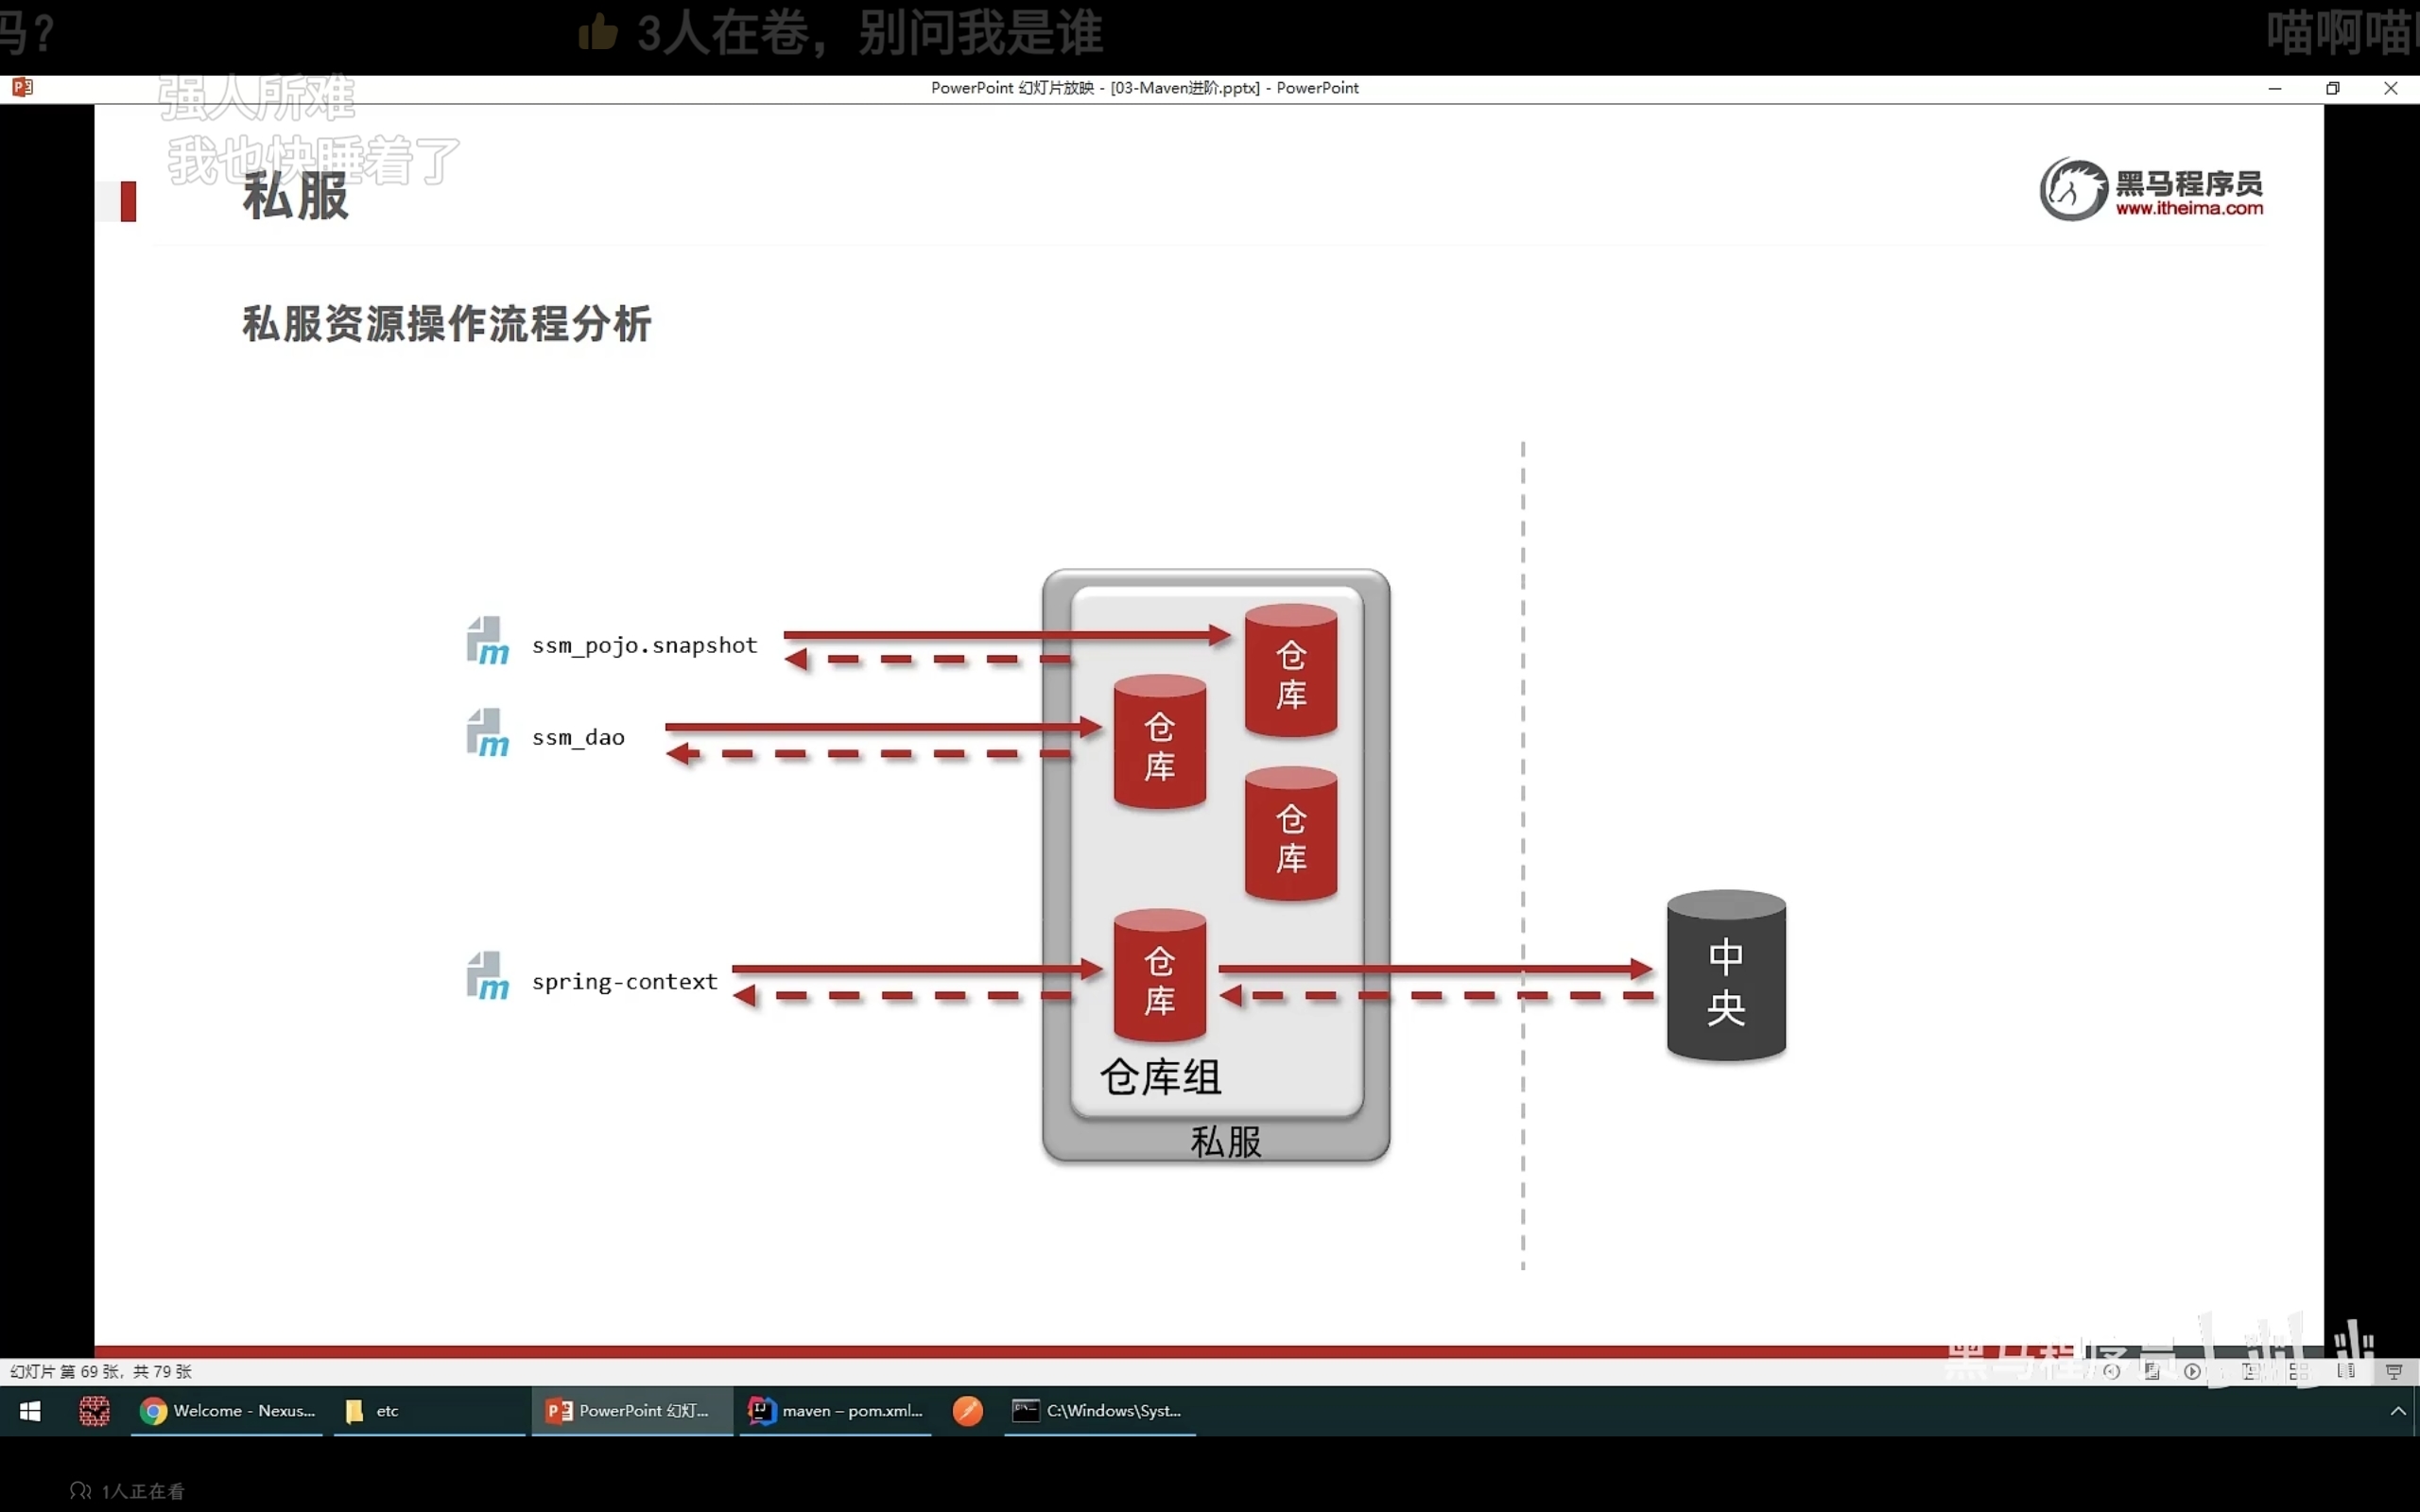 吗？
3人在卷，别问我是谁
喵啊喵
PowerPoint 幻灯片放映 - [03-Maven进阶.pptx] - PowerPoint
强人所难
我也快睡着了
私服
黑马程序员
www.itheima.com
私服资源操作流程分析
ssm_pojo.snapshot
仓库
ssm_dao
仓库
仓库
spring-context
仓库
中央
仓库组
私服
黑马程序员
幻灯片 第 69 张，共 79 张
Welcome - Nexus...
etc
PowerPoint 幻灯...
maven – pom.xml...
C:\Windows\Syst...
1人正在看